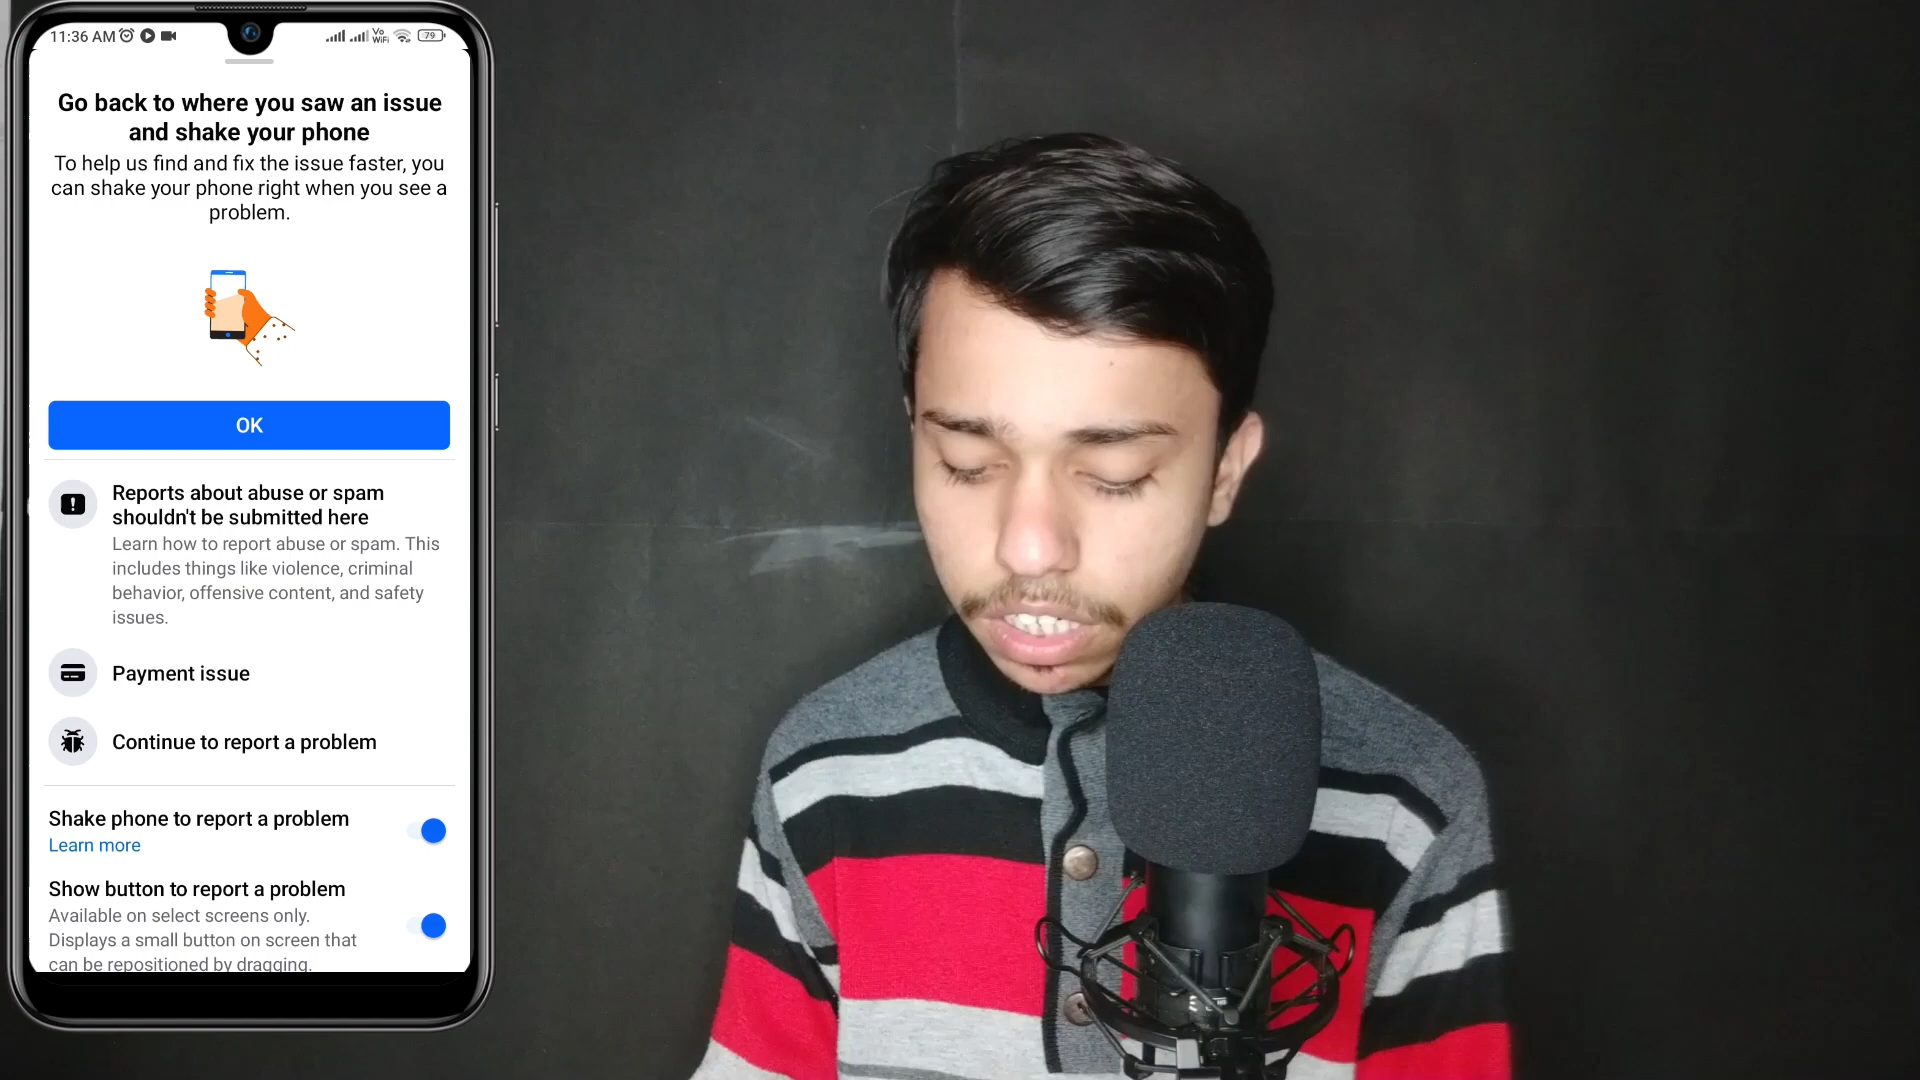 11:36 AM
Vo
WiFi
79
Go back to where you saw an issue
and shake your phone
To help us find and fix the issue faster, you
can shake your phone right when you see a
problem.
OK
Reports about abuse or spam
shouldn't be submitted here
Learn how to report abuse or spam. This
includes things like violence, criminal
behavior, offensive content, and safety
issues.
Payment issue
Continue to report a problem
Shake phone to report a problem
Learn more
Show button to report a problem
Available on select screens only.
Displays a small button on screen that
can be repositioned by dragging.